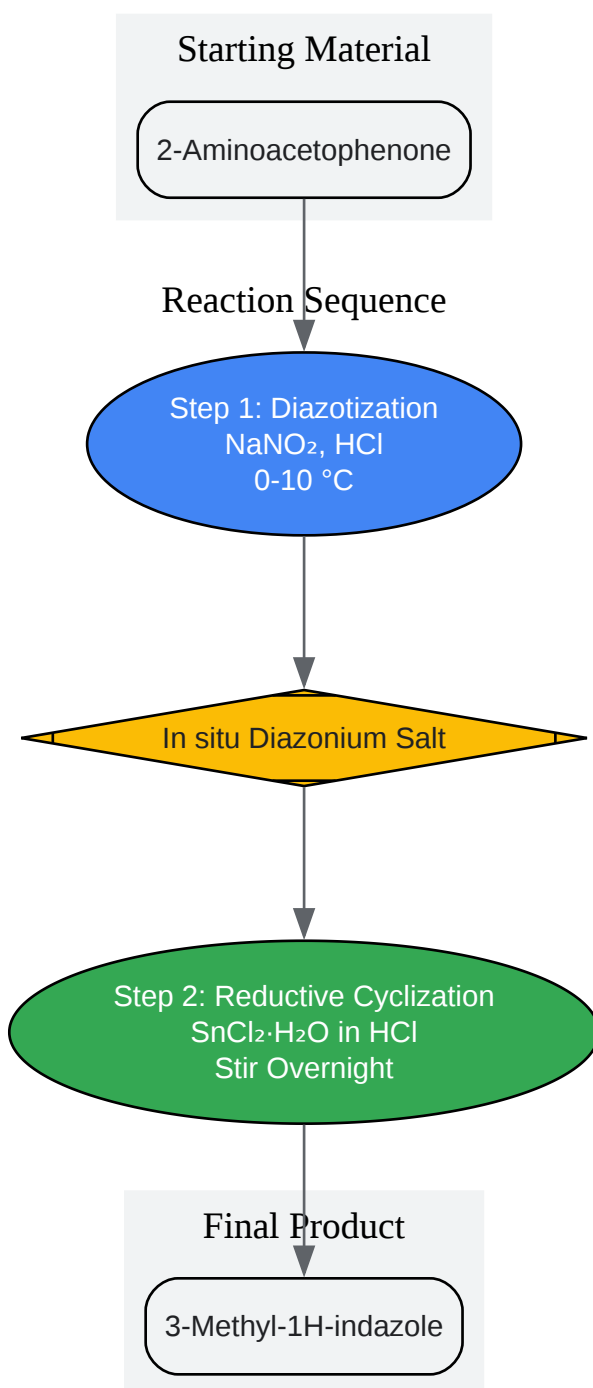 Starting Material
2-Aminoacetophenone
Reaction Sequence
Step 1: Diazotization
NaNO₂, HCl
0-10 °C
In situ Diazonium Salt
Step 2: Reductive Cyclization
SnCl₂·H₂O in HCl
Stir Overnight
Final Product
3-Methyl-1H-indazole